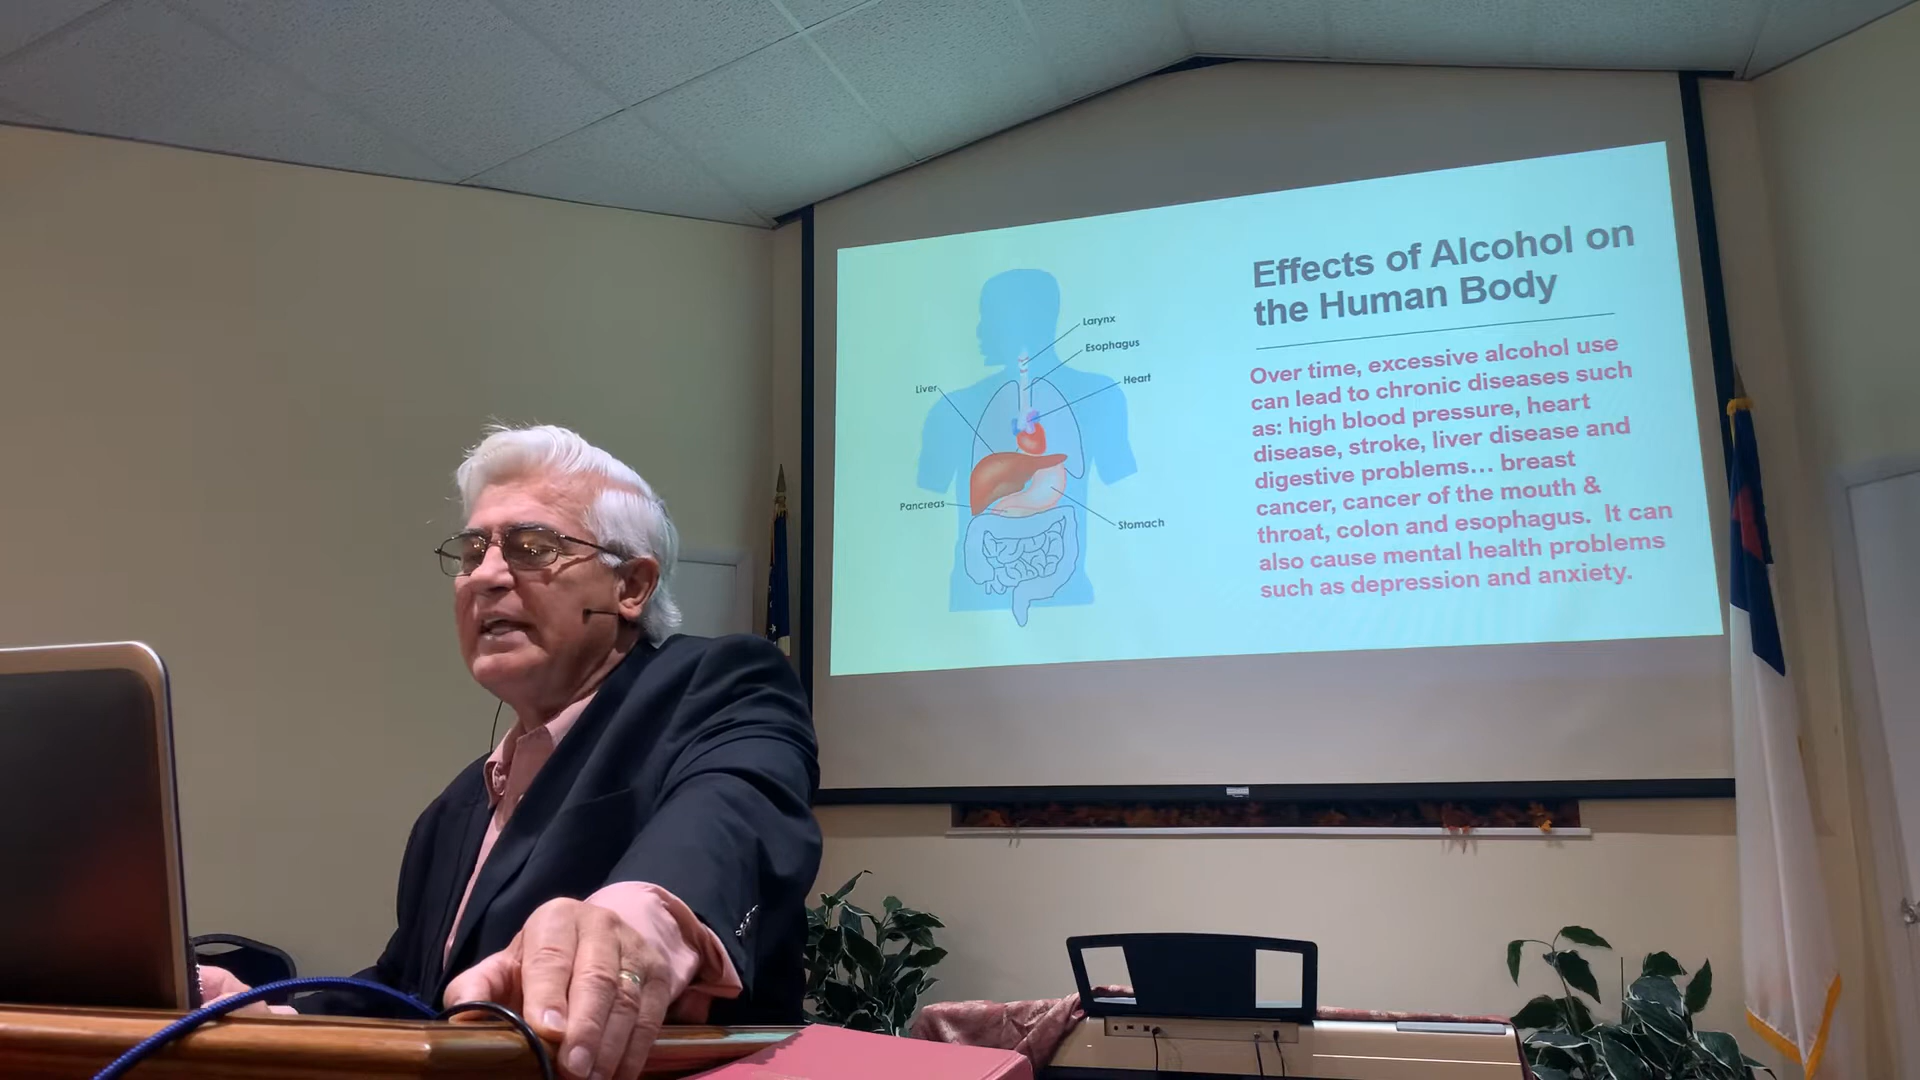 Effects of Alcohol on
the Human Body
Over time, excessive alcohol use
can lead to chronic diseases such
as: high blood pressure, heart
disease, stroke, liver disease and
digestive problems... breast
cancer, cancer of the mouth &
throat, colon and esophagus.  It can
also cause mental health problems
such as depression and anxiety.
Larynx
Esophagus
Heart
Liver
Pancreas
Stomach